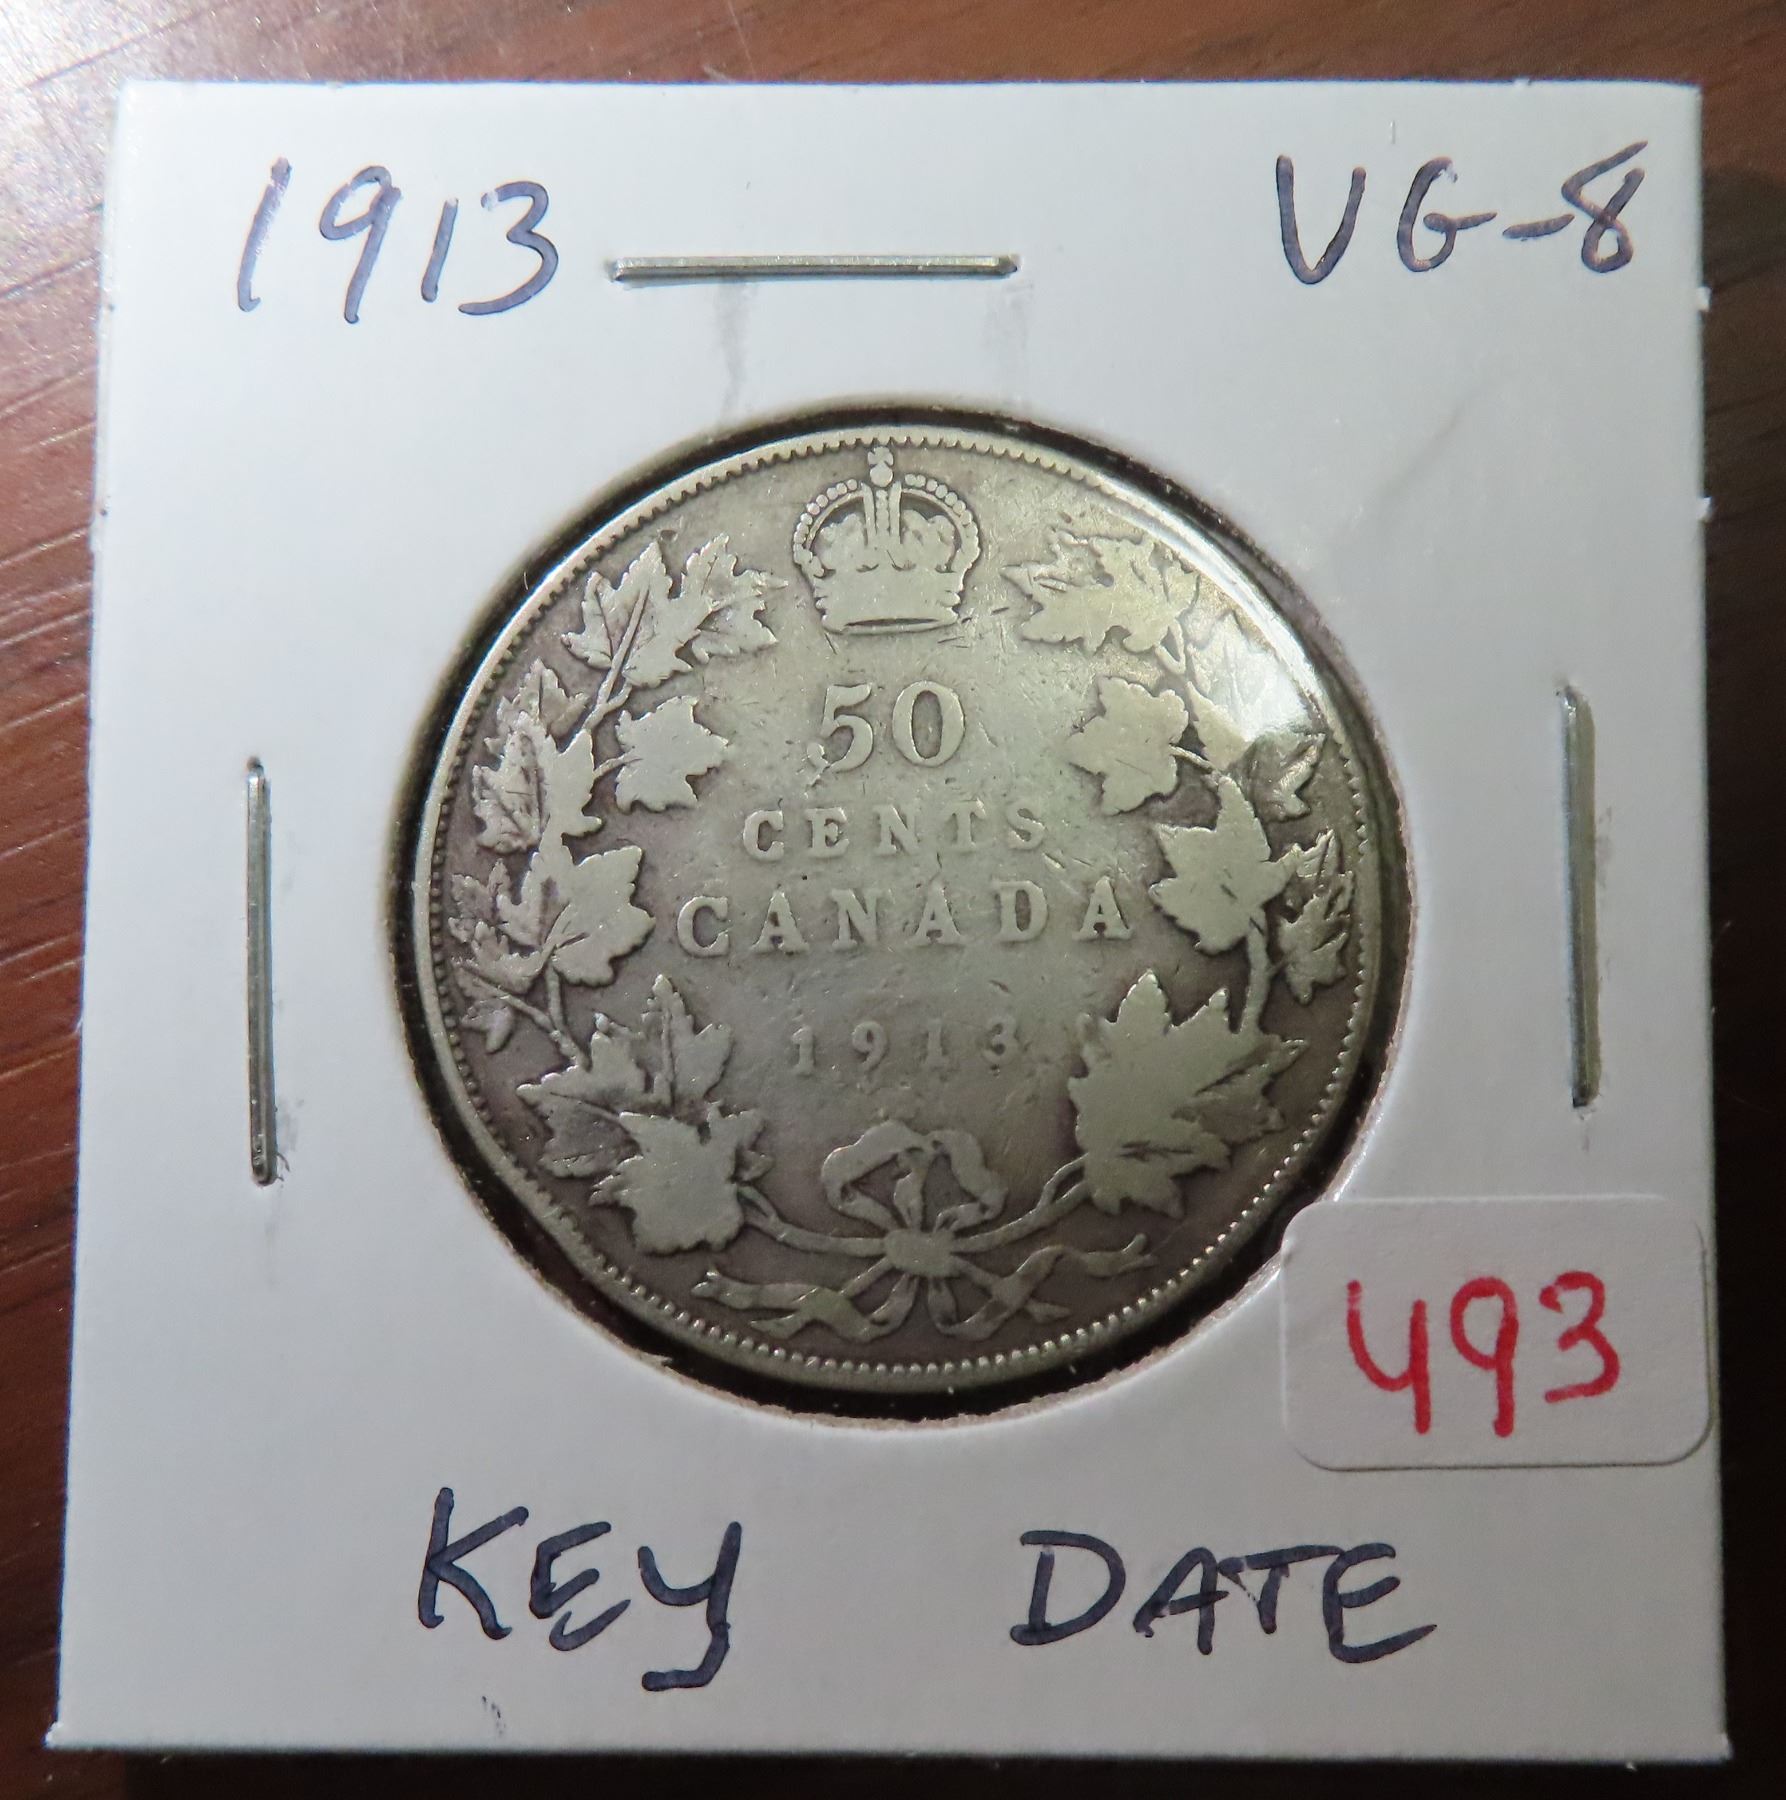 1913 VG-8
50
CENTS
CANADA
1913
493
KEY DATE